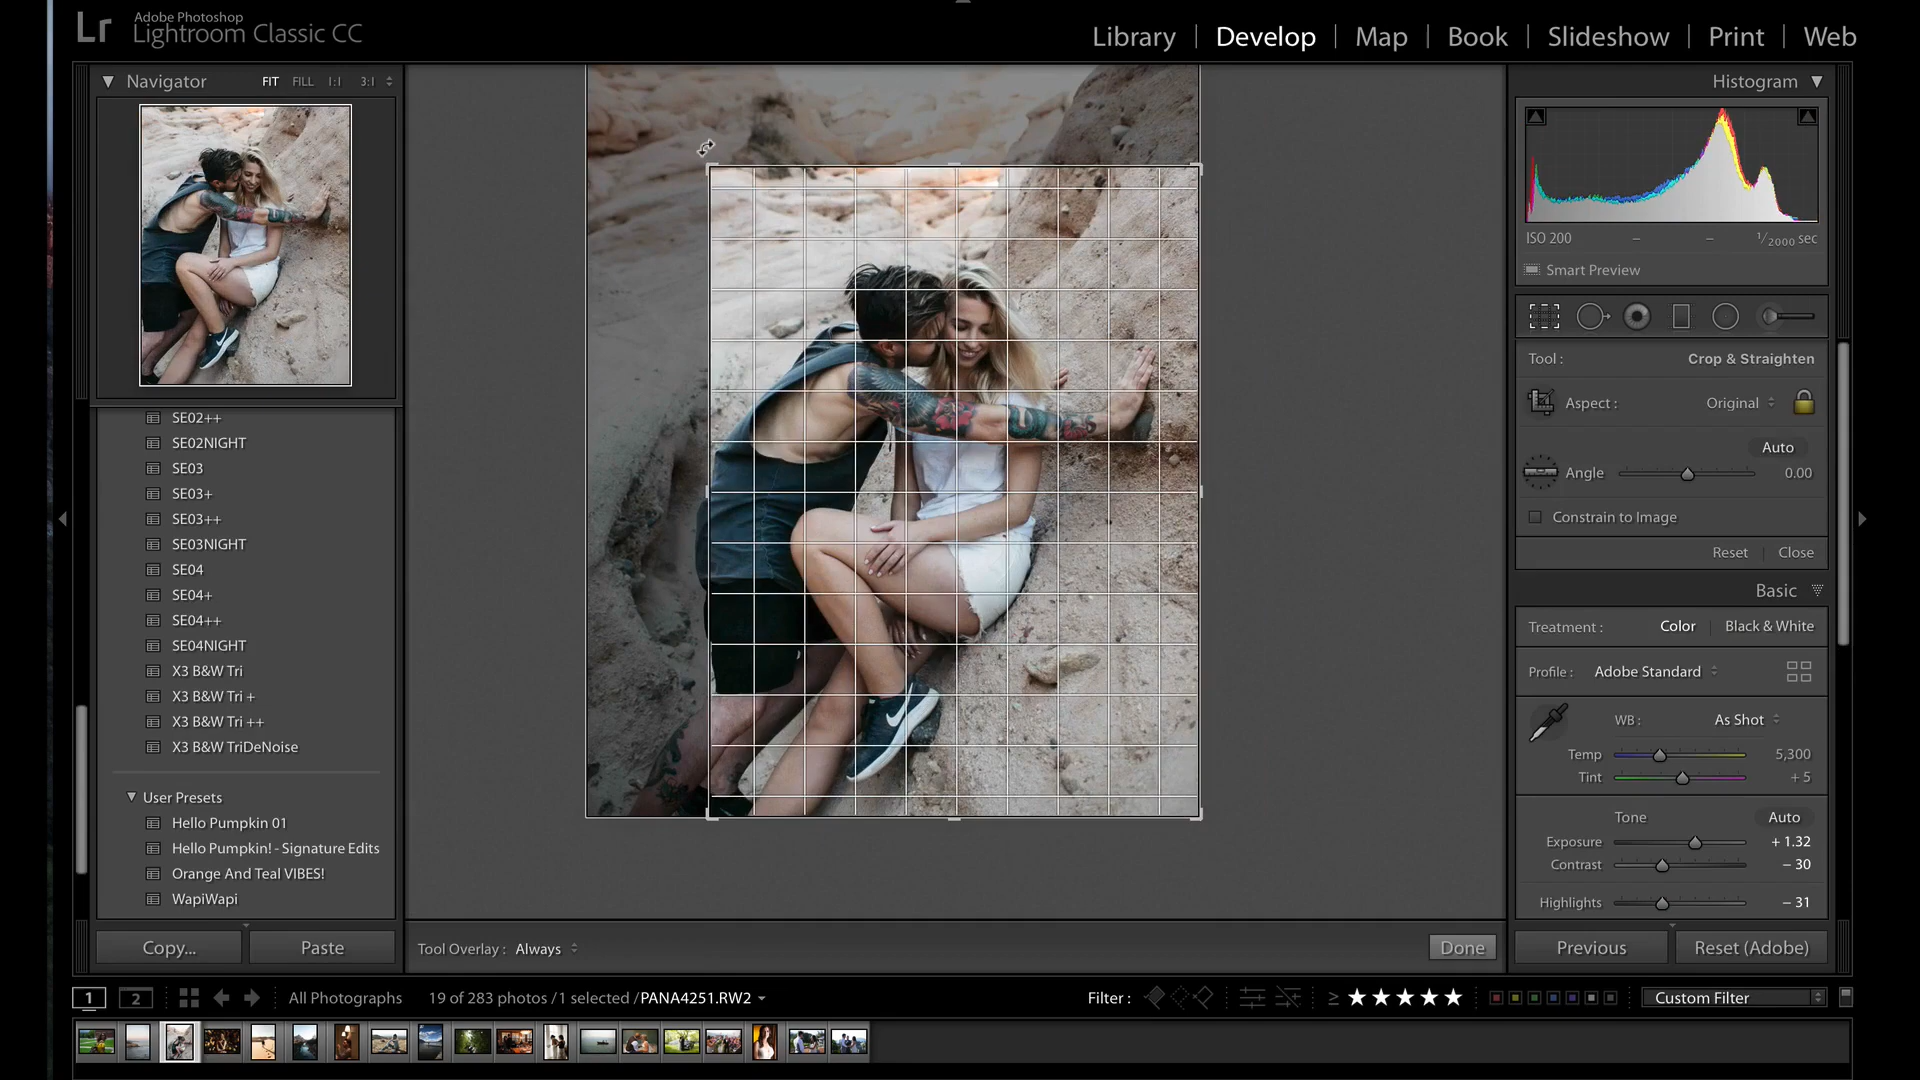 Lr Adobe Photoshop
Lightroom Classic CC
Library | Develop | Map | Book | Slideshow | Print | Web
Navigator FIT FILL 1:1 3:1
SE02++
SE02NIGHT
SE03
SE03+
SE03++
SE03NIGHT
SE04
SE04+
SE04++
SE04NIGHT
X3 B&W Tri
X3 B&W Tri +
X3 B&W Tri ++
X3 B&W TriDeNoise
User Presets
Hello Pumpkin 01
Hello Pumpkin! - Signature Edits
Orange And Teal VIBES!
WapiWapi
Copy... Paste
Tool Overlay : Always Done
Histogram
ISO 200 – – 1/2000 sec
Smart Preview
Tool : Crop & Straighten
Aspect : Original
Auto
Angle 0.00
Constrain to Image
Reset | Close
Basic
Treatment : Color | Black & White
Profile : Adobe Standard
WB : As Shot
Temp 5,300
Tint + 5
Tone Auto
Exposure + 1.32
Contrast – 30
Highlights – 31
Previous Reset (Adobe)
1 2 All Photographs 19 of 283 photos /1 selected /PANA4251.RW2 Filter : ≥ ★★★★★ Custom Filter